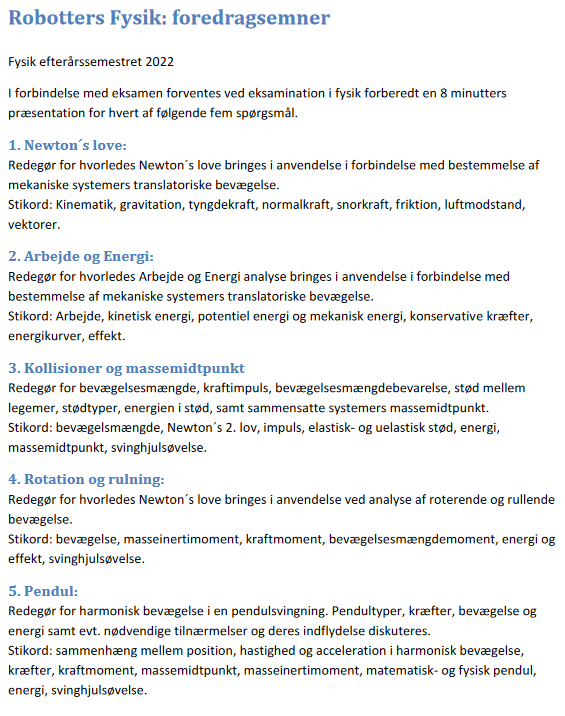 Robotters Fysik: foredragsemner
Fysik efterårssemestret 2022
I forbindelse med eksamen forventes ved eksamination i fysik forberedt en 8 minutters
præsentation for hvert af følgende fem spørgsmål.
1. Newton´s love:
Redegør for hvorledes Newton´s love bringes i anvendelse i forbindelse med bestemmelse af
mekaniske systemers translatoriske bevægelse.
Stikord: Kinematik, gravitation, tyngdekraft, normalkraft, snorkraft, friktion, luftmodstand,
vektorer.
2. Arbejde og Energi:
Redegør for hvorledes Arbejde og Energi analyse bringes i anvendelse i forbindelse med
bestemmelse af mekaniske systemers translatoriske bevægelse.
Stikord: Arbejde, kinetisk energi, potentiel energi og mekanisk energi, konservative kræfter,
energikurver, effekt.
3. Kollisioner og massemidtpunkt
Redegør for bevægelsesmængde, kraftimpuls, bevægelsesmængdebevarelse, stød mellem
legemer, stødtyper, energien i stød, samt sammensatte systemers massemidtpunkt.
Stikord: bevægelsmængde, Newton´s 2. lov, impuls, elastisk- og uelastisk stød, energi,
massemidtpunkt, svinghjulsøvelse.
4. Rotation og rulning:
Redegør for hvorledes Newton´s love bringes i anvendelse ved analyse af roterende og rullende
bevægelse.
Stikord: bevægelse, masseinertimoment, kraftmoment, bevægelsesmængdemoment, energi og
effekt, svinghjulsøvelse.
5. Pendul:
Redegør for harmonisk bevægelse i en pendulsvingning. Pendultyper, kræfter, bevægelse og
energi samt evt. nødvendige tilnærmelser og deres indflydelse diskuteres.
Stikord: sammenhæng mellem position, hastighed og acceleration i harmonisk bevægelse,
kræfter, kraftmoment, massemidtpunkt, masseinertimoment, matematisk- og fysisk pendul,
energi, svinghjulsøvelse.